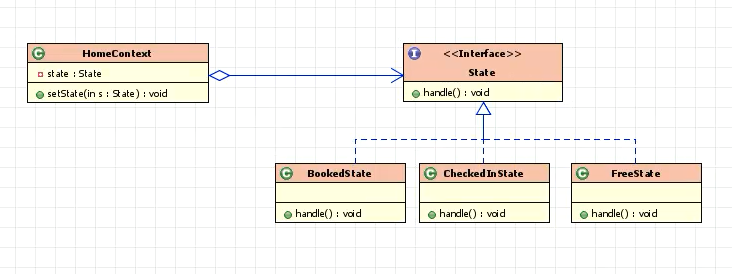 C HomeContext
state : State
setState(in s : State) : void
I <<Interface>>
State
handle() : void
C BookedState
handle() : void
C CheckedInState
handle() : void
C FreeState
handle() : void